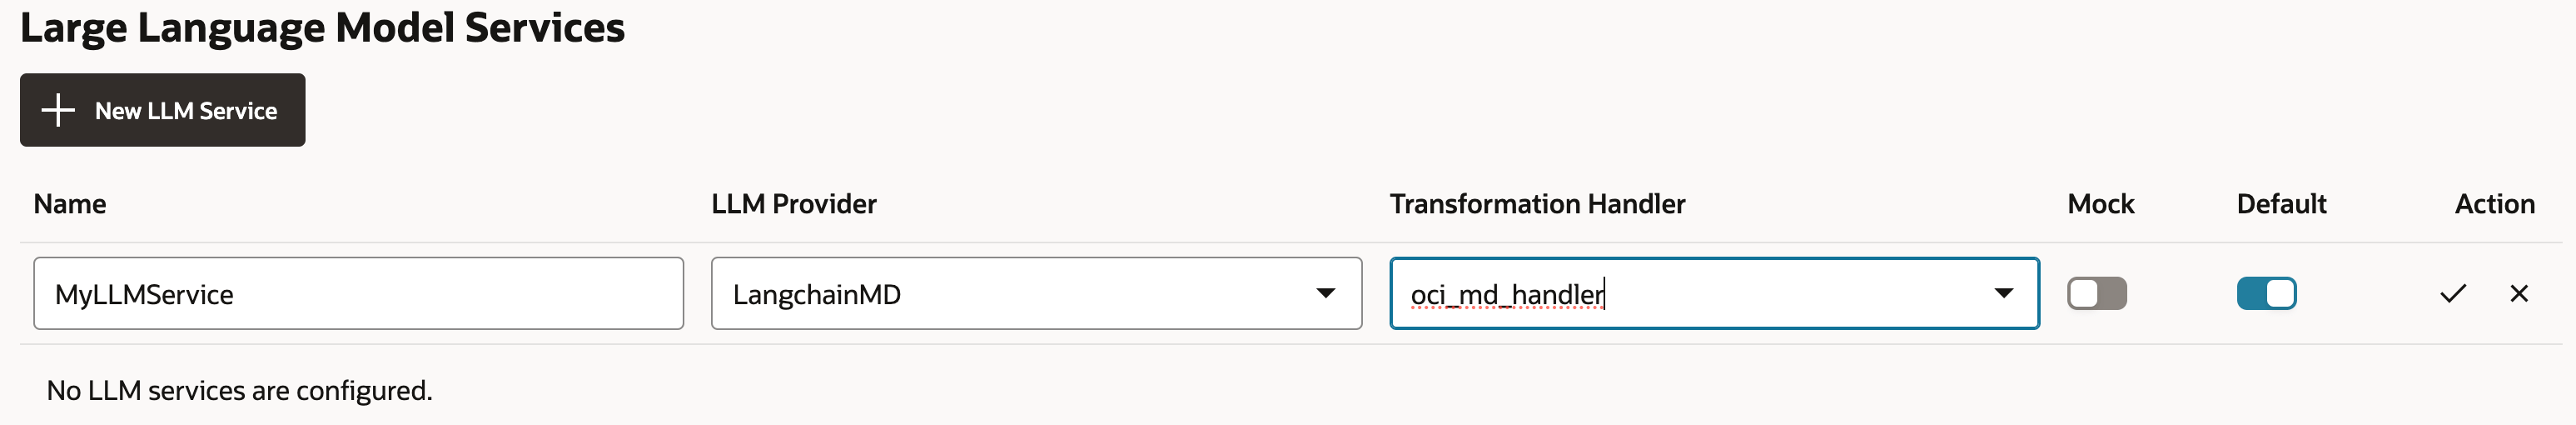 Large Language Model Services
New LLM Service
Name LLM Provider Transformation Handler Mock Default Action
MyLLMService LangchainMD oci_md_handler
No LLM services are configured.